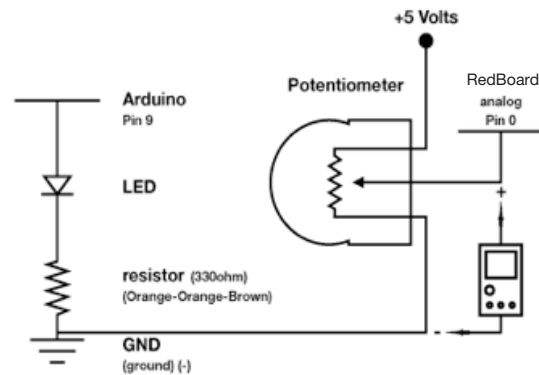 +5 Volts
Potentiometer
RedBoard
analog
Pin 0
Arduino
Pin 9
LED
+
resistor (330ohm)
(Orange-Orange-Brown)
GND
-
(ground) (-)